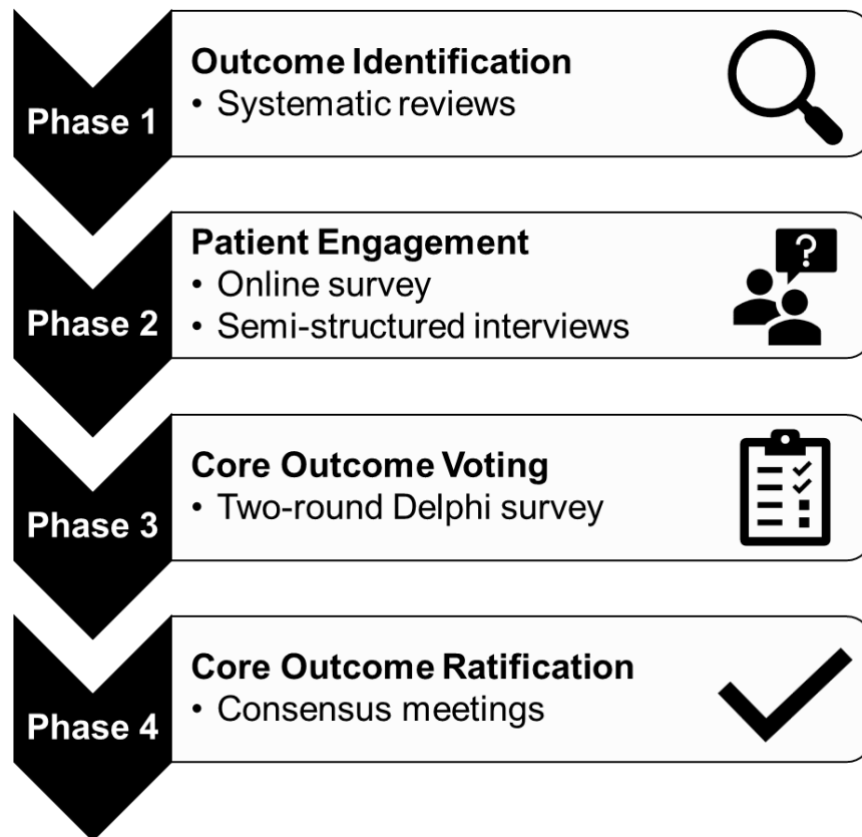 Phase 1
Outcome Identification
• Systematic reviews
Phase 2
Patient Engagement
• Online survey
• Semi-structured interviews
?
Phase 3
Core Outcome Voting
• Two-round Delphi survey
Phase 4
Core Outcome Ratification
• Consensus meetings